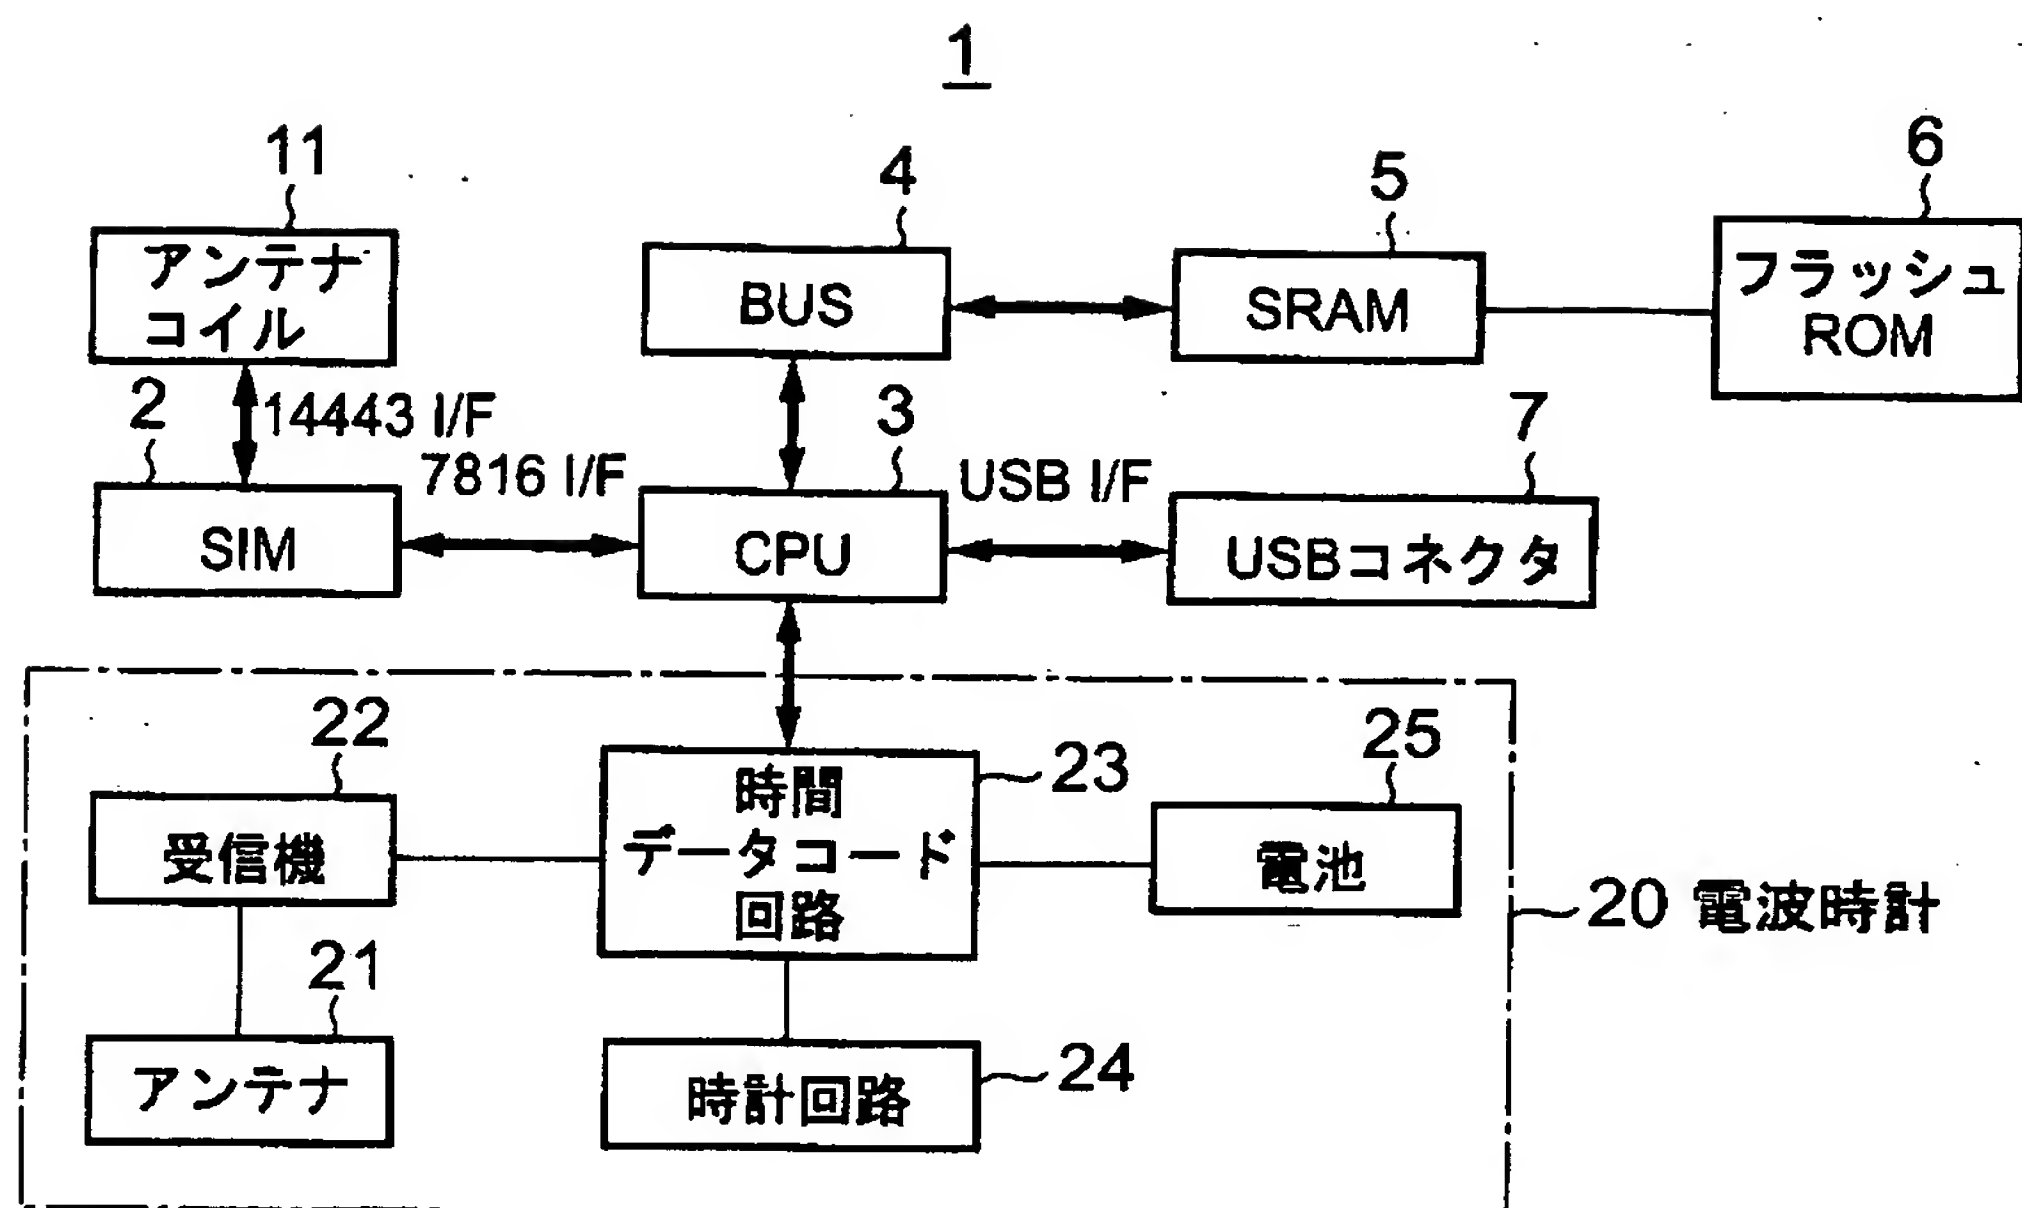 1
11
アンテナ
コイル
4
BUS
5
SRAM
6
フラッシュ
ROM
14443 I/F
2
SIM
7816 I/F
3
CPU
USB I/F
7
USBコネクタ
22
受信機
21
アンテナ
23
時間
データコード
回路
24
時計回路
25
電池
20 電波時計